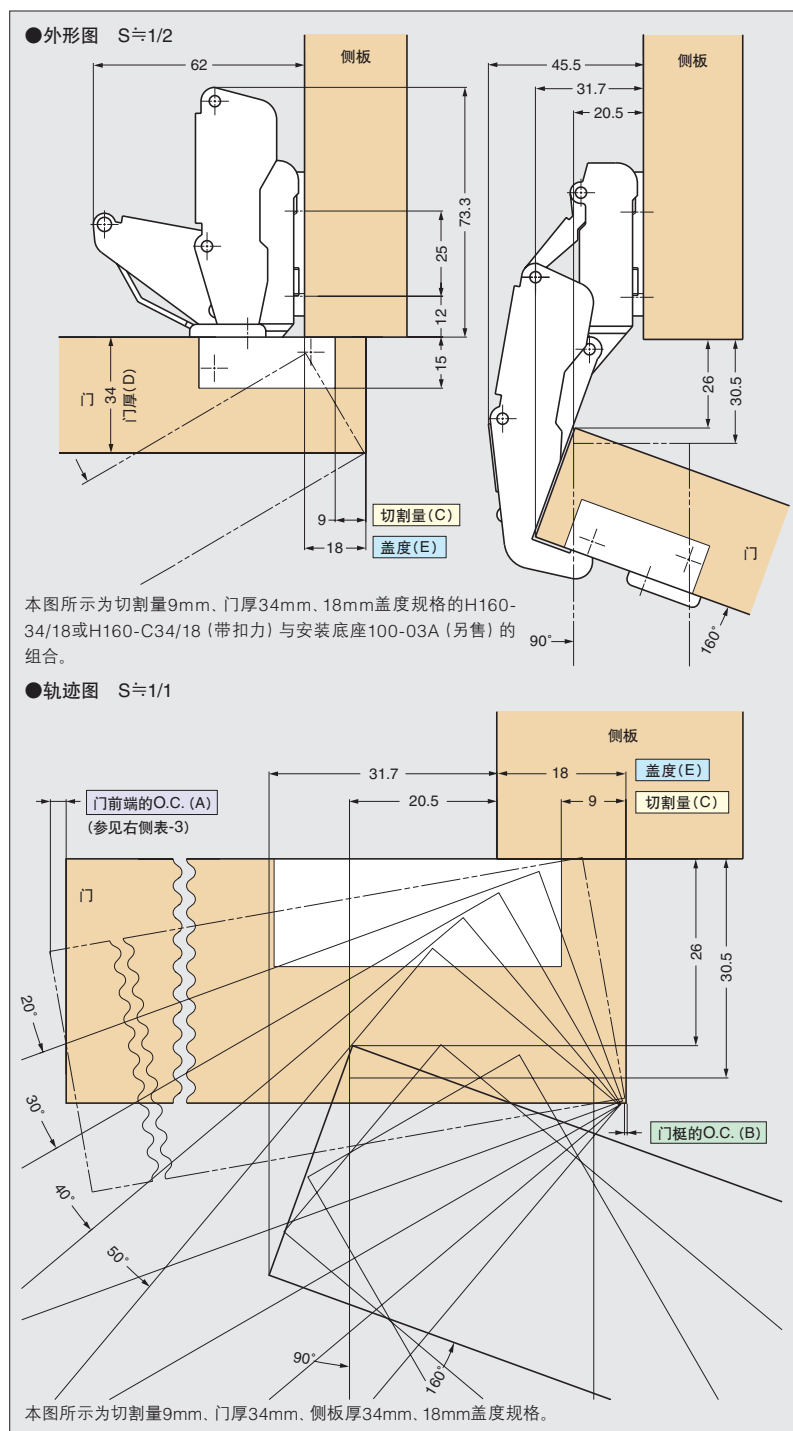 ●外形图 S≒1/2
62
侧板
73.3
25
12
15
门
34
门厚(D)
9
切割量(C)
18
盖度(E)
45.5
侧板
31.7
20.5
26
30.5
门
90°
160°
本图所示为切割量9mm、门厚34mm、18mm盖度规格的H160-
34/18或H160-C34/18（带扣力）与安装底座100-03A（另售）的
组合。
●轨迹图 S≒1/1
侧板
31.7
18
盖度(E)
门前端的O.C. (A)
(参见右侧表-3)
20.5
9
切割量(C)
门
26
30.5
20°
30°
40°
50°
门梃的O.C. (B)
90°
160°
本图所示为切割量9mm、门厚34mm、侧板厚34mm、18mm盖度规格。